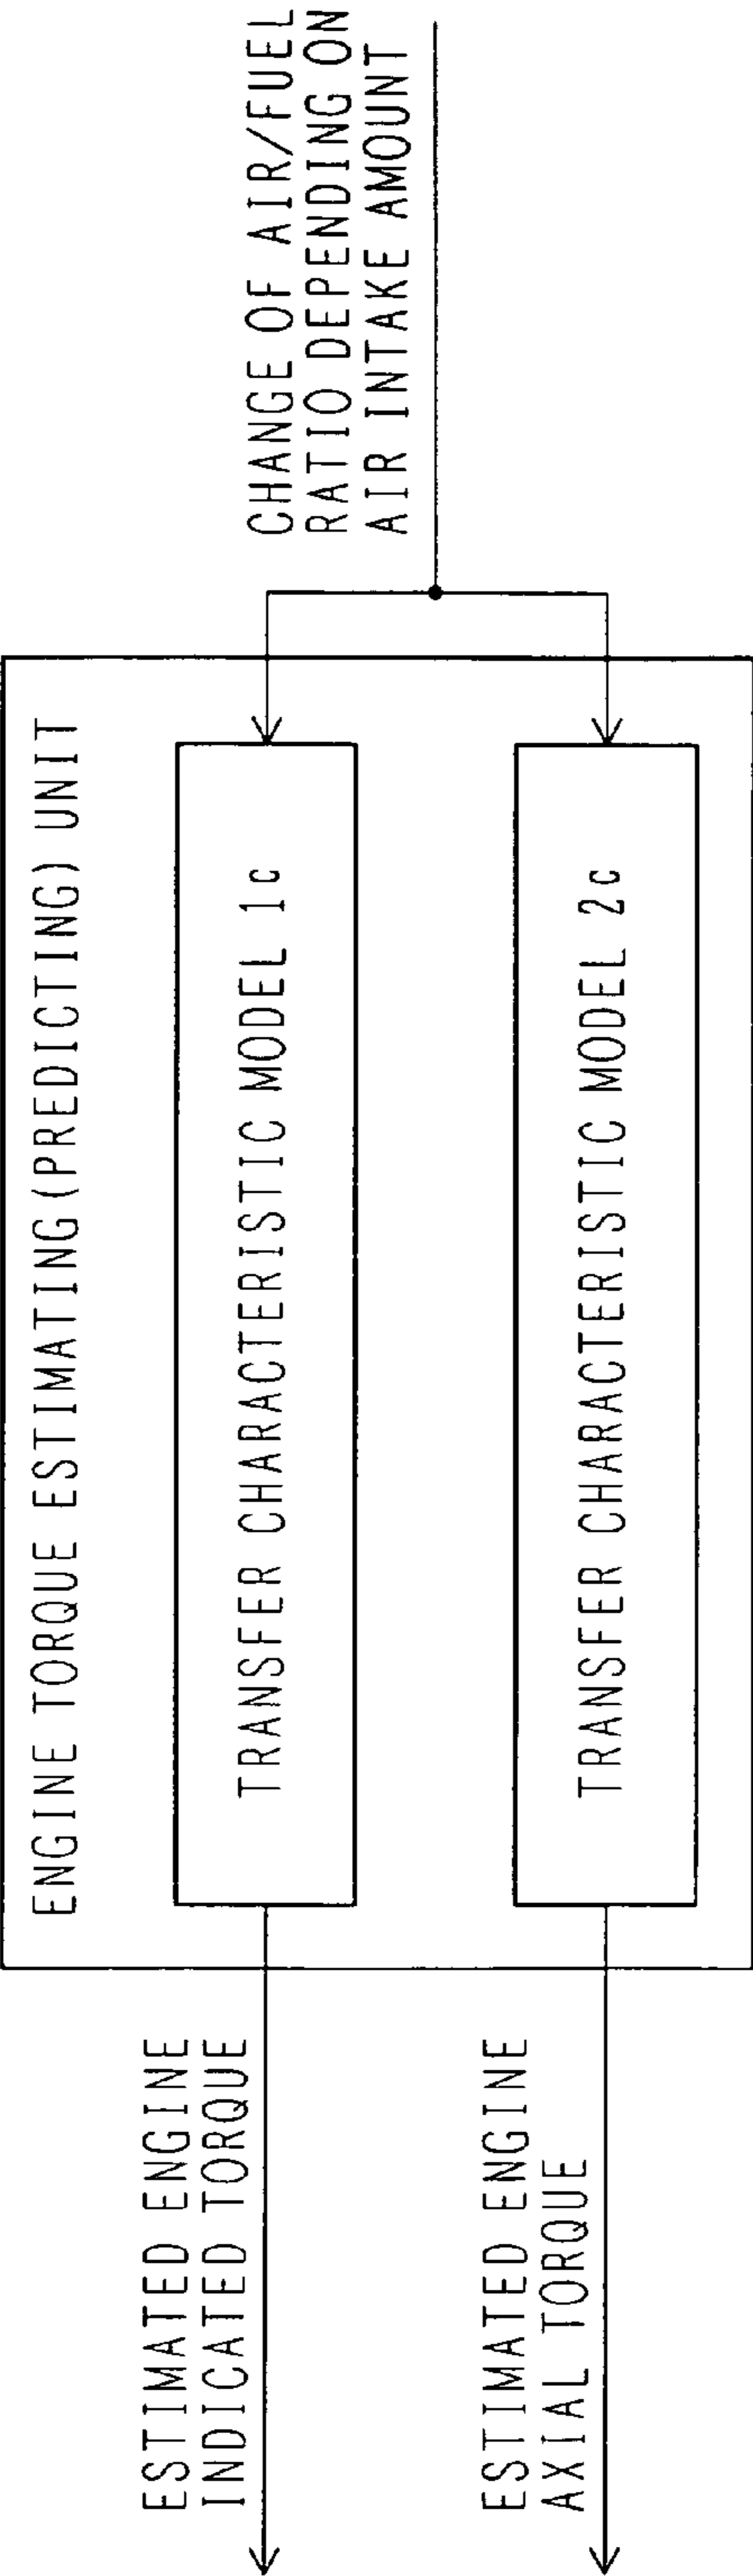 ENGINE TORQUE ESTIMATING(PREDICTING) UNIT
ESTIMATED ENGINE
INDICATED TORQUE
TRANSFER CHARACTERISTIC MODEL 1c
CHANGE OF AIR/FUEL
RATIO DEPENDING ON
AIR INTAKE AMOUNT
ESTIMATED ENGINE
AXIAL TORQUE
TRANSFER CHARACTERISTIC MODEL 2c